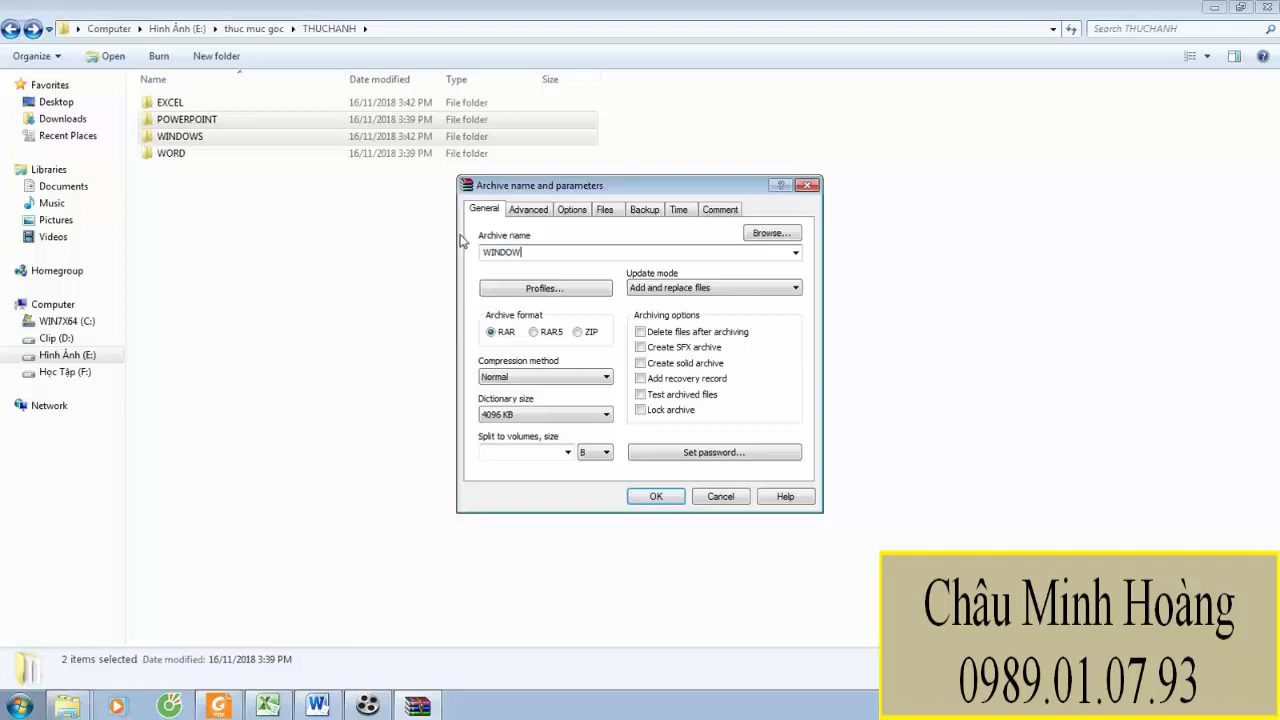 Computer Hình Ảnh (E:) thuc muc goc THUCHANH
Search THUCHANH
Organize Open Burn New folder
Name Date modified Type Size
EXCEL 16/11/2018 3:42 PM File folder
POWERPOINT 16/11/2018 3:39 PM File folder
WINDOWS 16/11/2018 3:42 PM File folder
WORD 16/11/2018 3:39 PM File folder
Favorites
Desktop
Downloads
Recent Places
Libraries
Documents
Music
Pictures
Videos
Homegroup
Computer
WIN7X64 (C:)
Clip (D:)
Hình Ảnh (E:)
Học Tập (F:)
Network
Archive name and parameters
General Advanced Options Files Backup Time Comment
Archive name
Browse...
WINDOW
Profiles...
Update mode
Add and replace files
Archive format
RAR RAR5 ZIP
Compression method
Normal
Dictionary size
4096 KB
Split to volumes, size
B
Archiving options
Delete files after archiving
Create SFX archive
Create solid archive
Add recovery record
Test archived files
Lock archive
Set password...
OK Cancel Help
2 items selected Date modified: 16/11/2018 3:39 PM
Châu Minh Hoàng
0989.01.07.93